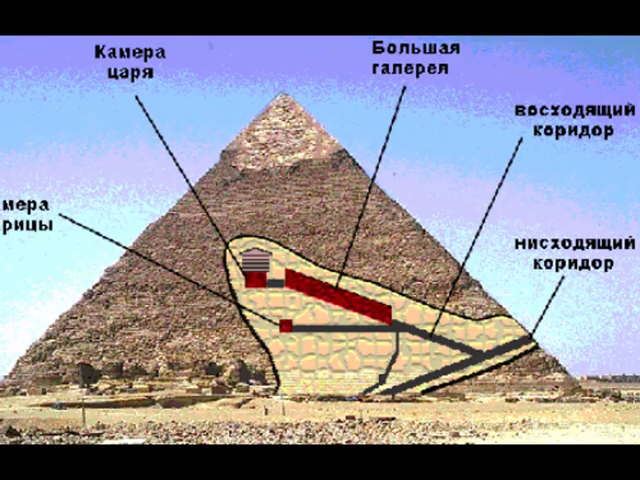 Камера
царя
Большая
галерея
восходящий
коридор
мера
рицы
нисходящий
коридор